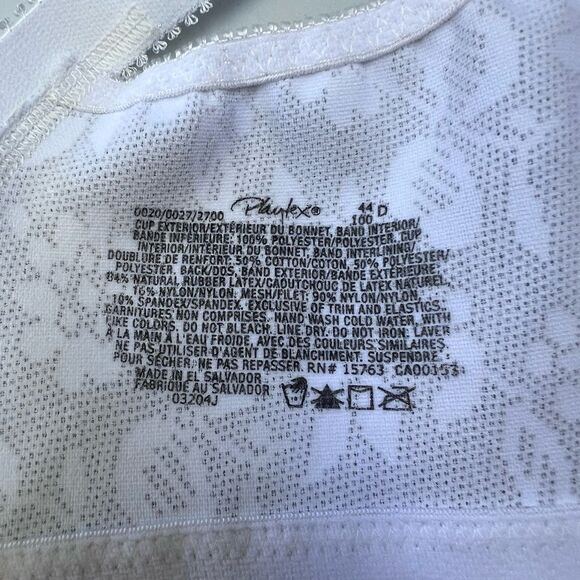 0020/0027/2700 Playtex® 44 D
100
CUP EXTERIOR/EXTÉRIEUR DU BONNET, BAND INTERIOR/
BANDE INFÉRIEURE: 100% POLYESTER/POLYESTER. CUP
INTERIOR/INTÉRIEUR DU BONNET, BAND INTERLINING/
DOUBLURE DE RENFORT: 50% COTTON/COTON, 50% POLYESTER/
POLYESTER, BACK/DOS, BAND EXTERIOR/BANDE EXTÉRIEURE:
84% NATURAL RUBBER LATEX/CAOUTCHOUC DE LATEX NATUREL,
16% NYLON/NYLON. MESH/FILET: 90% NYLON/NYLON,
10% SPANDEX/SPANDEX. EXCLUSIVE OF TRIM AND ELASTICS.
GARNITURES NON COMPRISES. HAND WASH COLD WATER, WITH
LIKE COLORS. DO NOT BLEACH. LINE DRY. DO NOT IRON. LAVER
À LA MAIN À L'EAU FROIDE, AVEC DES COULEURS SIMILAIRES.
NE PAS UTILISER D'AGENT DE BLANCHIMENT. SUSPENDRE
POUR SÉCHER. NE PAS REPASSER. RN# 15763 CA00153
MADE IN EL SALVADOR
FABRIQUÉ AU SALVADOR
03204J